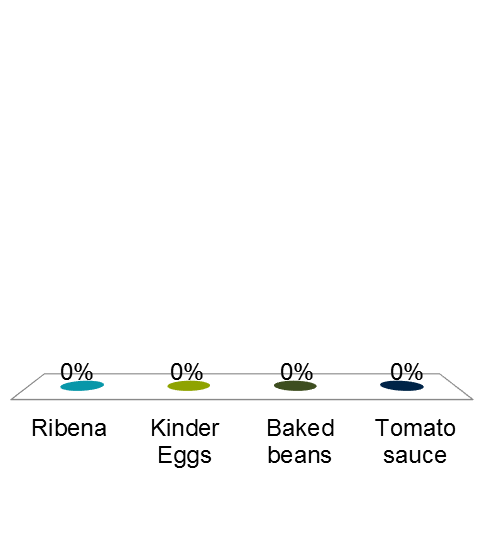 0% 0% 0% 0%
Ribena Kinder Baked Tomato
Eggs beans sauce